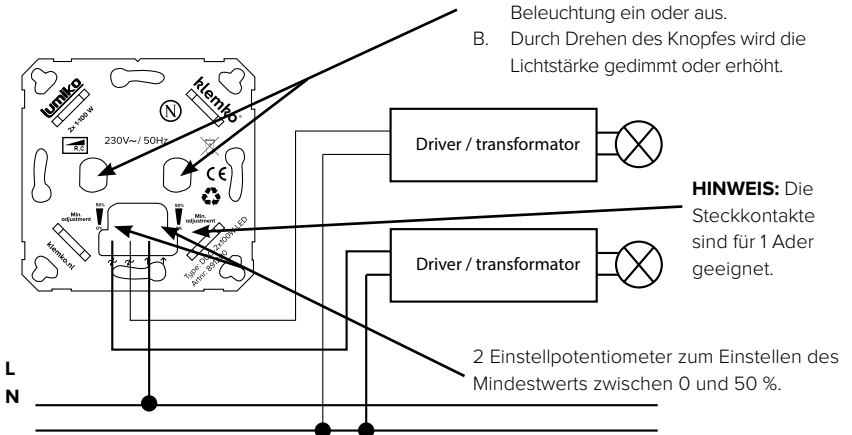 Beleuchtung ein oder aus.
B. Durch Drehen des Knopfes wird die
Lichtstärke gedimmt oder erhöht.
lumiko
2x 1-100 W
klemko®
N
R,C
230V~/ 50Hz
CE
Driver / transformator
50%
Min.
adjustment
0%
50%
Min.
adjustment
klemko.nl
HINWEIS: Die
Steckkontakte
sind für 1 Ader
geeignet.
Driver / transformator
2 Einstellpotentiometer zum Einstellen des
Mindestwerts zwischen 0 und 50 %.
L
N